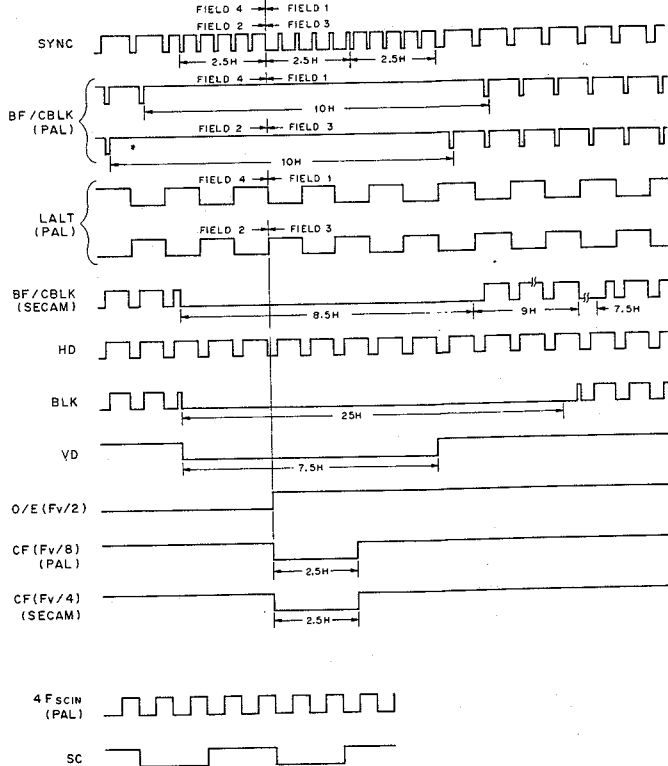 FIELD 4 FIELD 1
FIELD 2 FIELD 3
SYNC
2.5H 2.5H 2.5H
FIELD 4 FIELD 1
BF/CBLK
(PAL)
10H
FIELD 2 FIELD 3
10H
FIELD 4 FIELD 1
LALT
(PAL)
FIELD 2 FIELD 3
BF/CBLK
(SECAM)
8.5H 9H 7.5H
HD
BLK
25H
VD
7.5H
O/E (FV/2)
CF (FV/8)
(PAL)
2.5H
CF(FV/4)
(SECAM)
2.5H
4FSCIN
(PAL)
SC